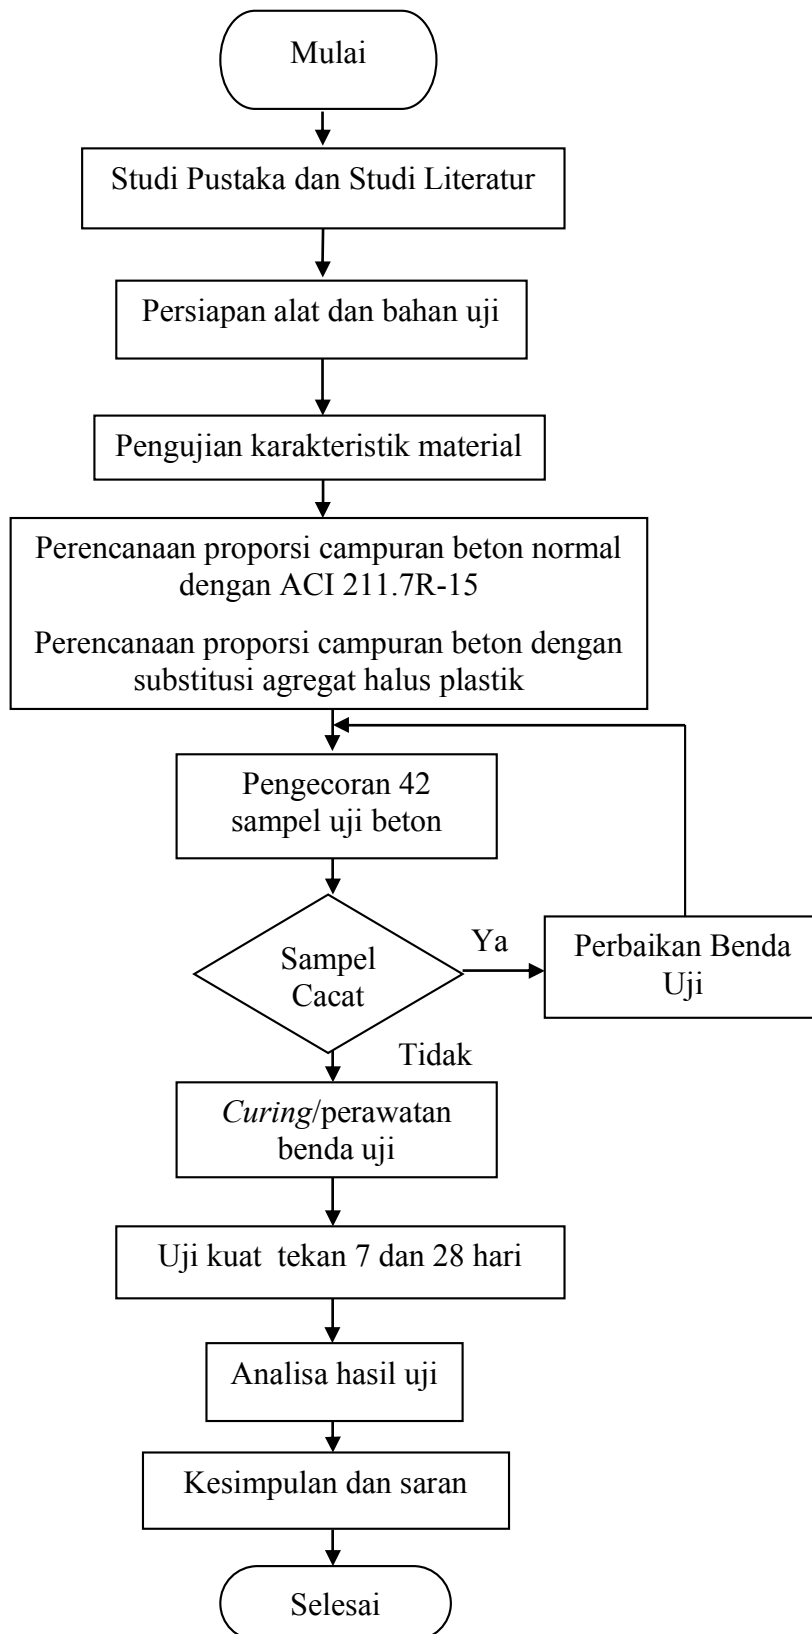 Mulai
Studi Pustaka dan Studi Literatur
Persiapan alat dan bahan uji
Pengujian karakteristik material
Perencanaan proporsi campuran beton normal
dengan ACI 211.7R-15
Perencanaan proporsi campuran beton dengan
substitusi agregat halus plastik
Pengecoran 42
sampel uji beton
Sampel
Cacat
Ya
Perbaikan Benda
Uji
Tidak
Curing/perawatan
benda uji
Uji kuat tekan 7 dan 28 hari
Analisa hasil uji
Kesimpulan dan saran
Selesai